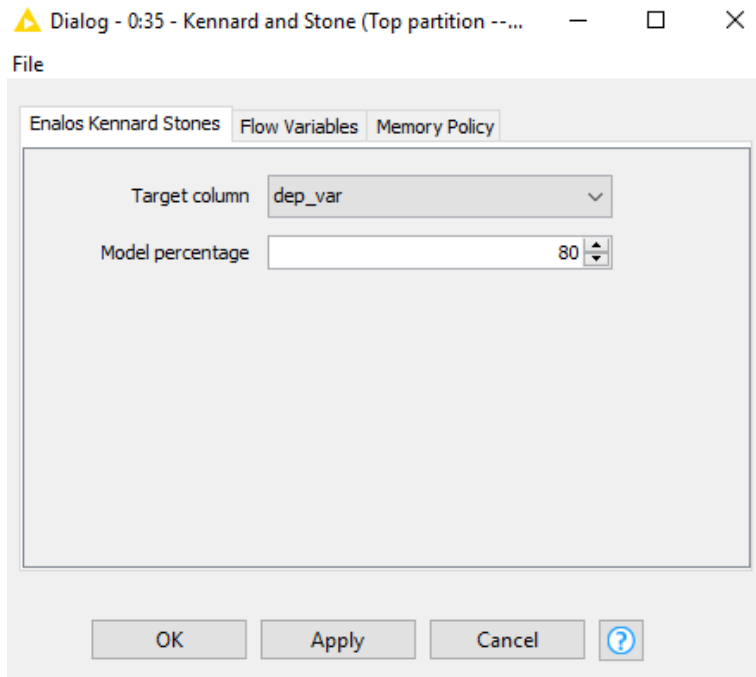 Dialog - 0:35 - Kennard and Stone (Top partition --...
File
Enalos Kennard Stones Flow Variables Memory Policy
Target column dep_var
Model percentage 80
OK Apply Cancel ?